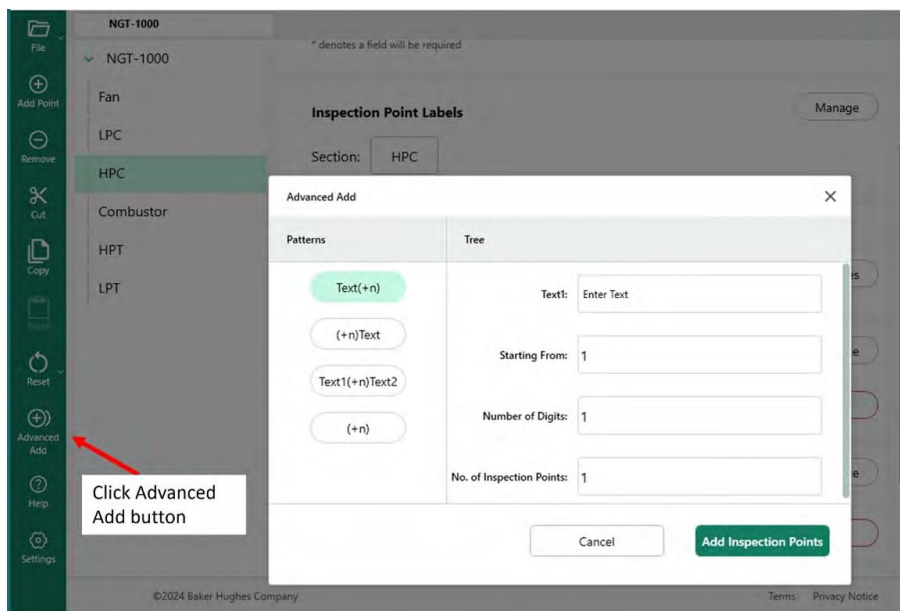 NGT-1000
File
Add Point
Remove
Cut
Copy
Reset
Advanced
Add
Help
Settings
NGT-1000
Fan
LPC
HPC
Combustor
HPT
LPT
* denotes a field will be required
Inspection Point Labels
Manage
Section: HPC
Advanced Add
Patterns
Tree
Text(+n)
(+n)Text
Text1(+n)Text2
(+n)
Text1: Enter Text
Starting From: 1
Number of Digits: 1
No. of Inspection Points: 1
Cancel
Add Inspection Points
Click Advanced
Add button
©2024 Baker Hughes Company
Terms
Privacy Notice